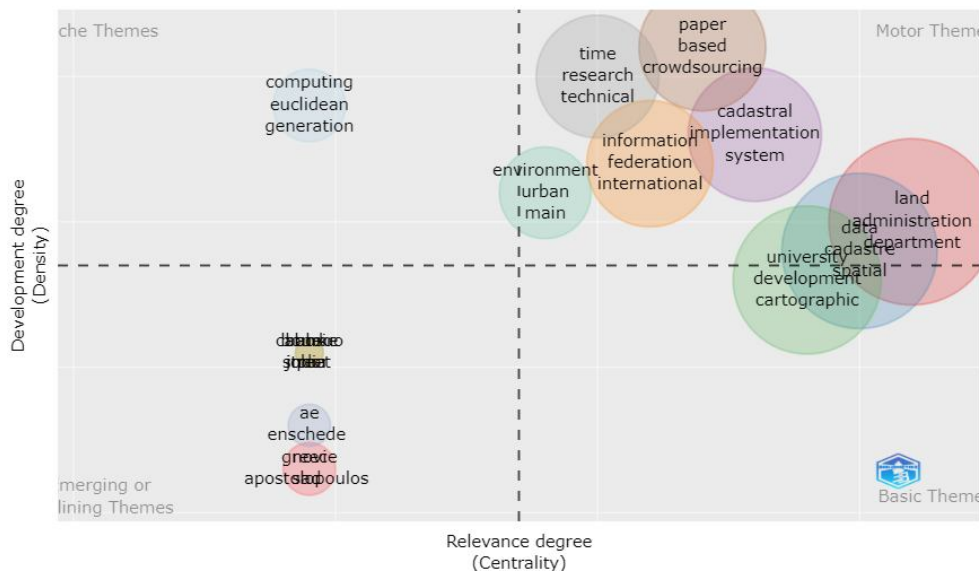 che Themes
Motor Theme
paper
based
crowdsourcing
time
research
technical
computing
euclidean
generation
cadastral
implementation
system
information
federation
international
environment
urban
main
land
administration
department
data
cadastre
spatial
university
development
cartographic
ae
enschede
apostolopoulos
merging or
lining Themes
Basic Theme
Development degree
(Density)
Relevance degree
(Centrality)